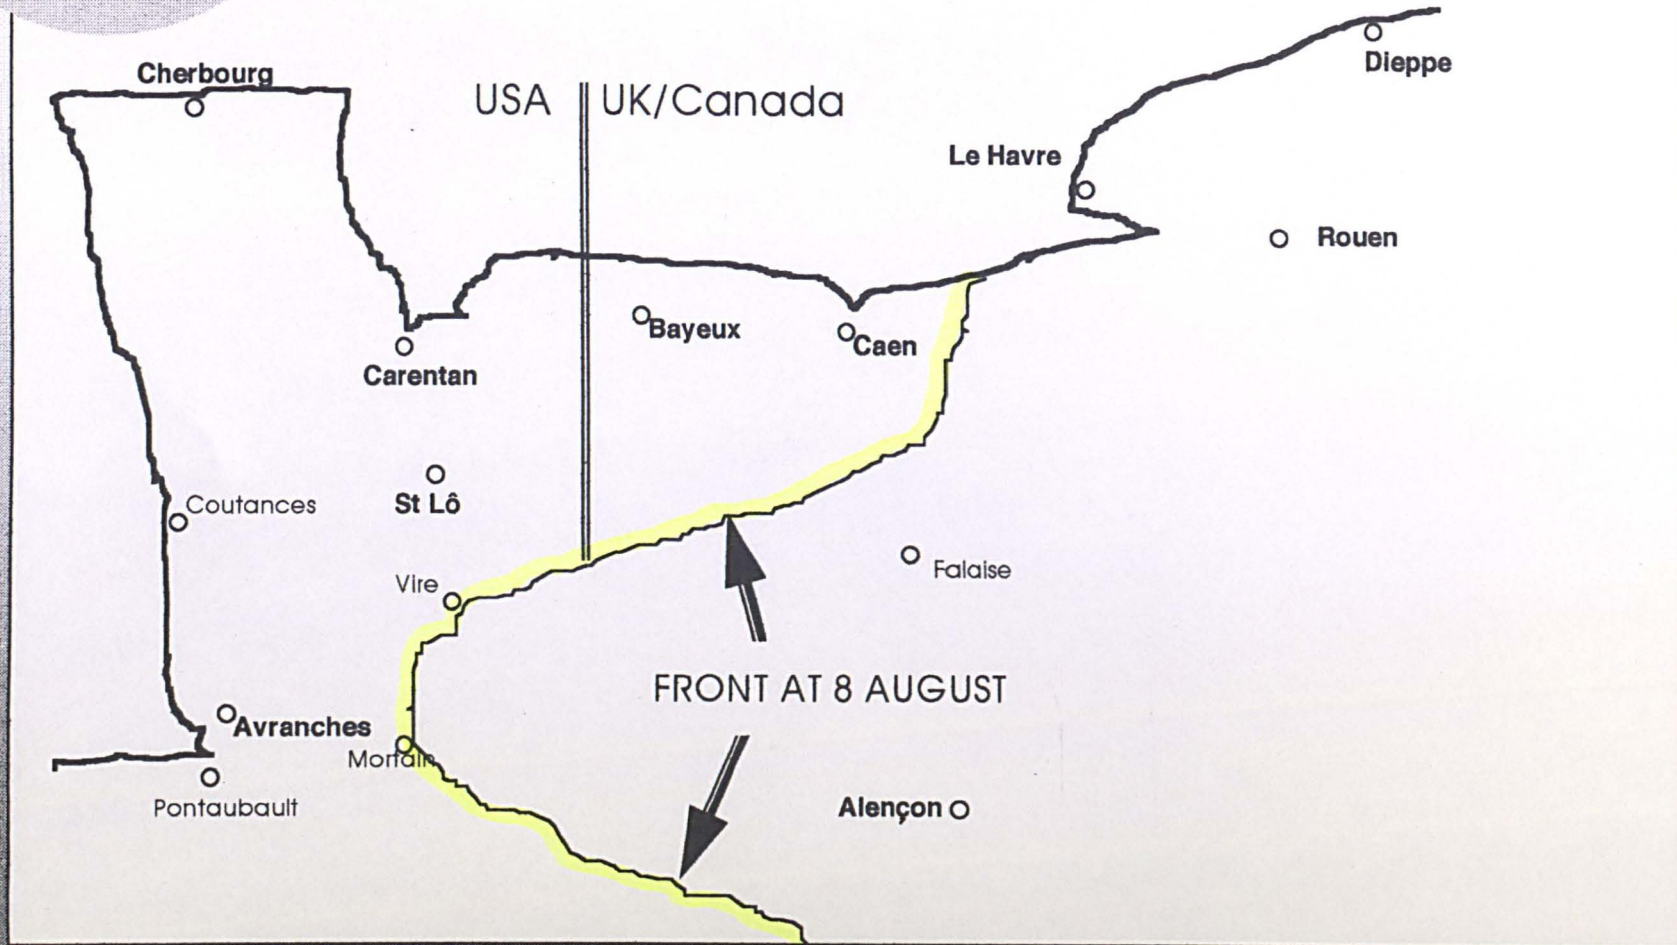 Dieppe
Cherbourg
USA
UK/Canada
Le Havre
Rouen
Bayeux
Caen
Carentan
Coutances
St Lô
Falaise
Vire
FRONT AT 8 AUGUST
Avranches
Mortain
Pontaubault
Alençon